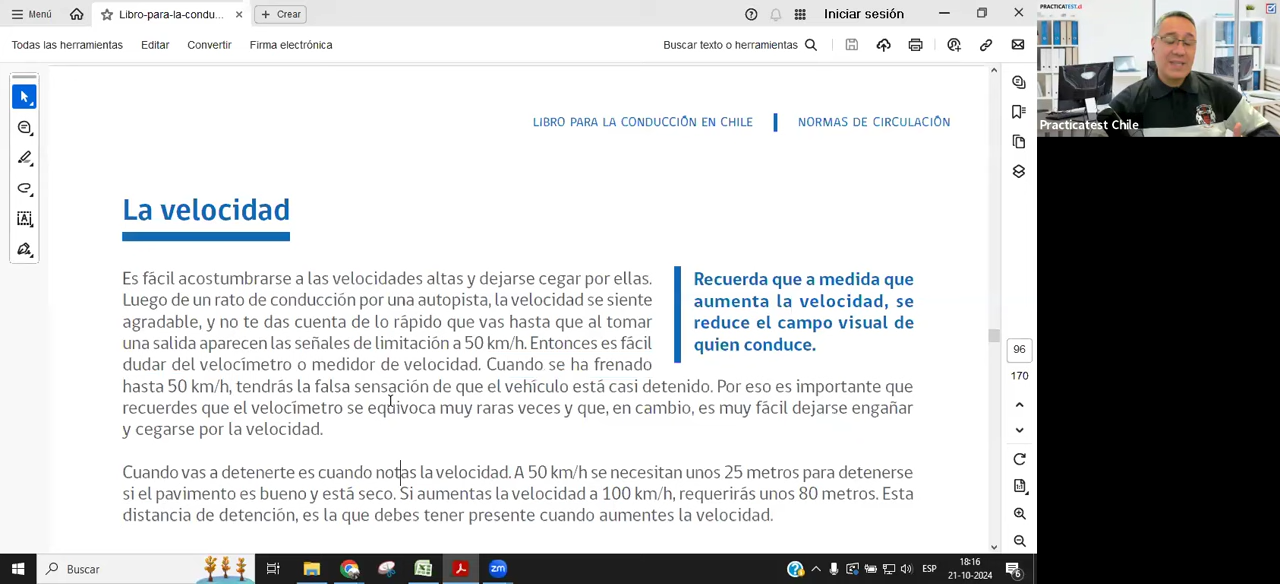 Menú
Libro-para-la-condu...
Crear
Iniciar sesión
Todas las herramientas
Editar
Convertir
Firma electrónica
Buscar texto o herramientas
PRACTICATEST.cl
Practicatest Chile
LIBRO PARA LA CONDUCCIÓN EN CHILE
NORMAS DE CIRCULACIÓN
La velocidad
Es fácil acostumbrarse a las velocidades altas y dejarse cegar por ellas.
Luego de un rato de conducción por una autopista, la velocidad se siente
agradable, y no te das cuenta de lo rápido que vas hasta que al tomar
una salida aparecen las señales de limitación a 50 km/h. Entonces es fácil
dudar del velocímetro o medidor de velocidad. Cuando se ha frenado
hasta 50 km/h, tendrás la falsa sensación de que el vehículo está casi detenido. Por eso es importante que
recuerdes que el velocímetro se equivoca muy raras veces y que, en cambio, es muy fácil dejarse engañar
y cegarse por la velocidad.
Recuerda que a medida que
aumenta la velocidad, se
reduce el campo visual de
quien conduce.
Cuando vas a detenerte es cuando notas la velocidad. A 50 km/h se necesitan unos 25 metros para detenerse
si el pavimento es bueno y está seco. Si aumentas la velocidad a 100 km/h, requerirás unos 80 metros. Esta
distancia de detención, es la que debes tener presente cuando aumentes la velocidad.
96
170
Buscar
zm
ESP
18:16
21-10-2024
6